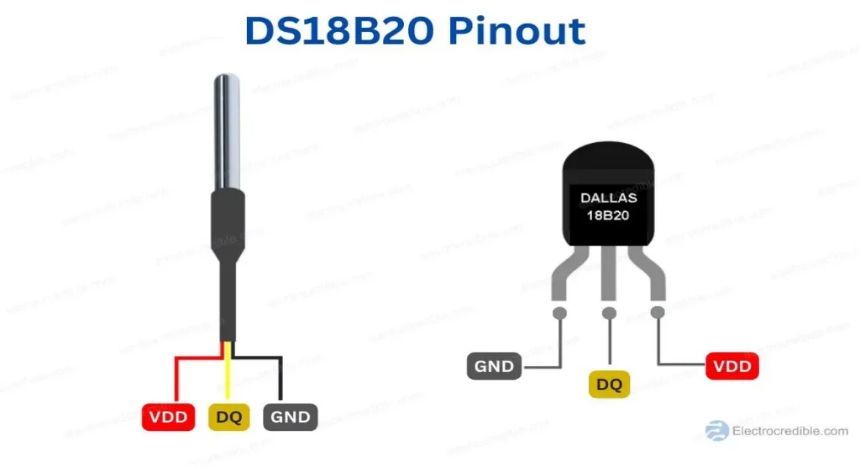 DS18B20 Pinout
DALLAS
18B20
VDD
DQ
GND
GND
DQ
VDD
Electrocredible.com